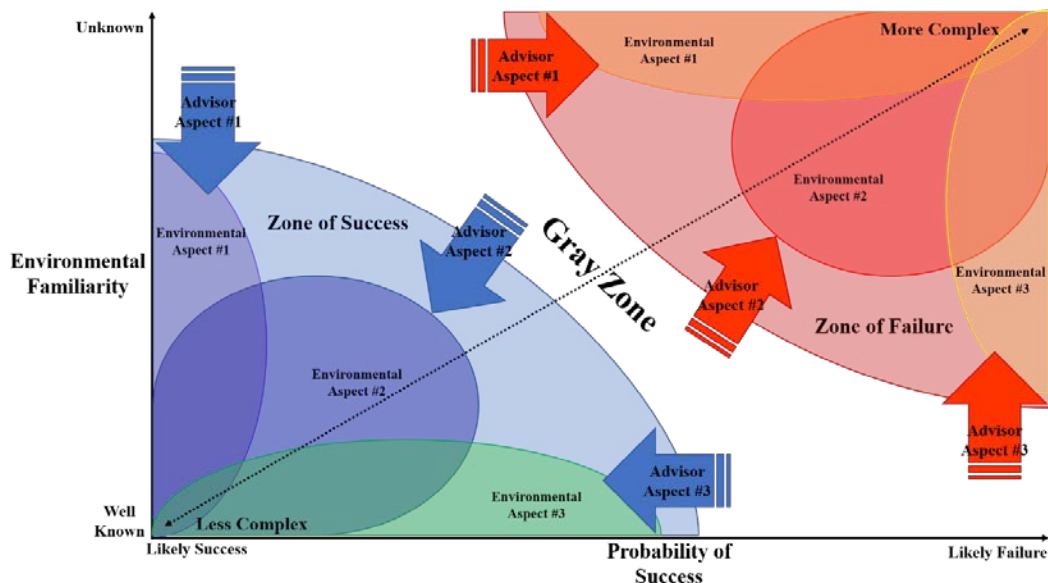 Unknown
More Complex
Environmental
Aspect #1
Advisor
Aspect #1
Advisor
Aspect #1
Environmental
Aspect #2
Environmental
Aspect #1
Zone of Success
Advisor
Aspect #2
Gray Zone
Environmental
Familiarity
Environmental
Aspect #3
Advisor
Aspect #2
Zone of Failure
Environmental
Aspect #2
Advisor
Aspect #3
Advisor
Aspect #3
Environmental
Aspect #3
Well
Known
Less Complex
Likely Success
Probability of
Success
Likely Failure